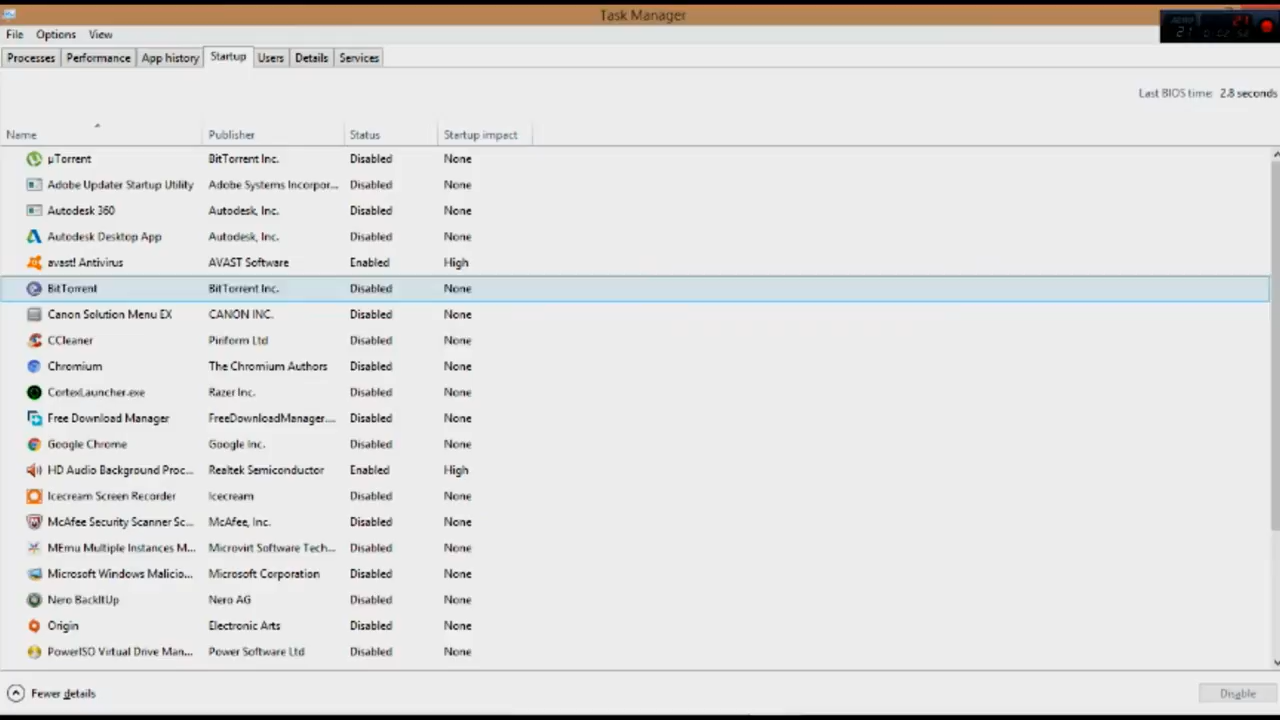 Task Manager
File Options View
Processes Performance App history Startup Users Details Services
Last BIOS time: 2.8 seconds
Name Publisher Status Startup impact
µTorrent BitTorrent Inc. Disabled None
Adobe Updater Startup Utility Adobe Systems Incorpor... Disabled None
Autodesk 360 Autodesk, Inc. Disabled None
Autodesk Desktop App Autodesk, Inc. Disabled None
avast! Antivirus AVAST Software Enabled High
BitTorrent BitTorrent Inc. Disabled None
Canon Solution Menu EX CANON INC. Disabled None
CCleaner Piriform Ltd Disabled None
Chromium The Chromium Authors Disabled None
CortexLauncher.exe Razer Inc. Disabled None
Free Download Manager FreeDownloadManager.... Disabled None
Google Chrome Google Inc. Disabled None
HD Audio Background Proc... Realtek Semiconductor Enabled High
Icecream Screen Recorder Icecream Disabled None
McAfee Security Scanner Sc... McAfee, Inc. Disabled None
MEmu Multiple Instances M... Microvirt Software Tech... Disabled None
Microsoft Windows Malicio... Microsoft Corporation Disabled None
Nero BackItUp Nero AG Disabled None
Origin Electronic Arts Disabled None
PowerISO Virtual Drive Man... Power Software Ltd Disabled None
Fewer details Disable